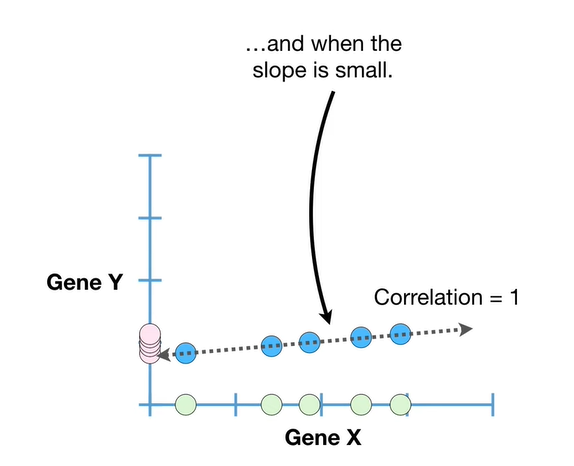 …and when the
slope is small.
Gene Y
Correlation = 1
Gene X